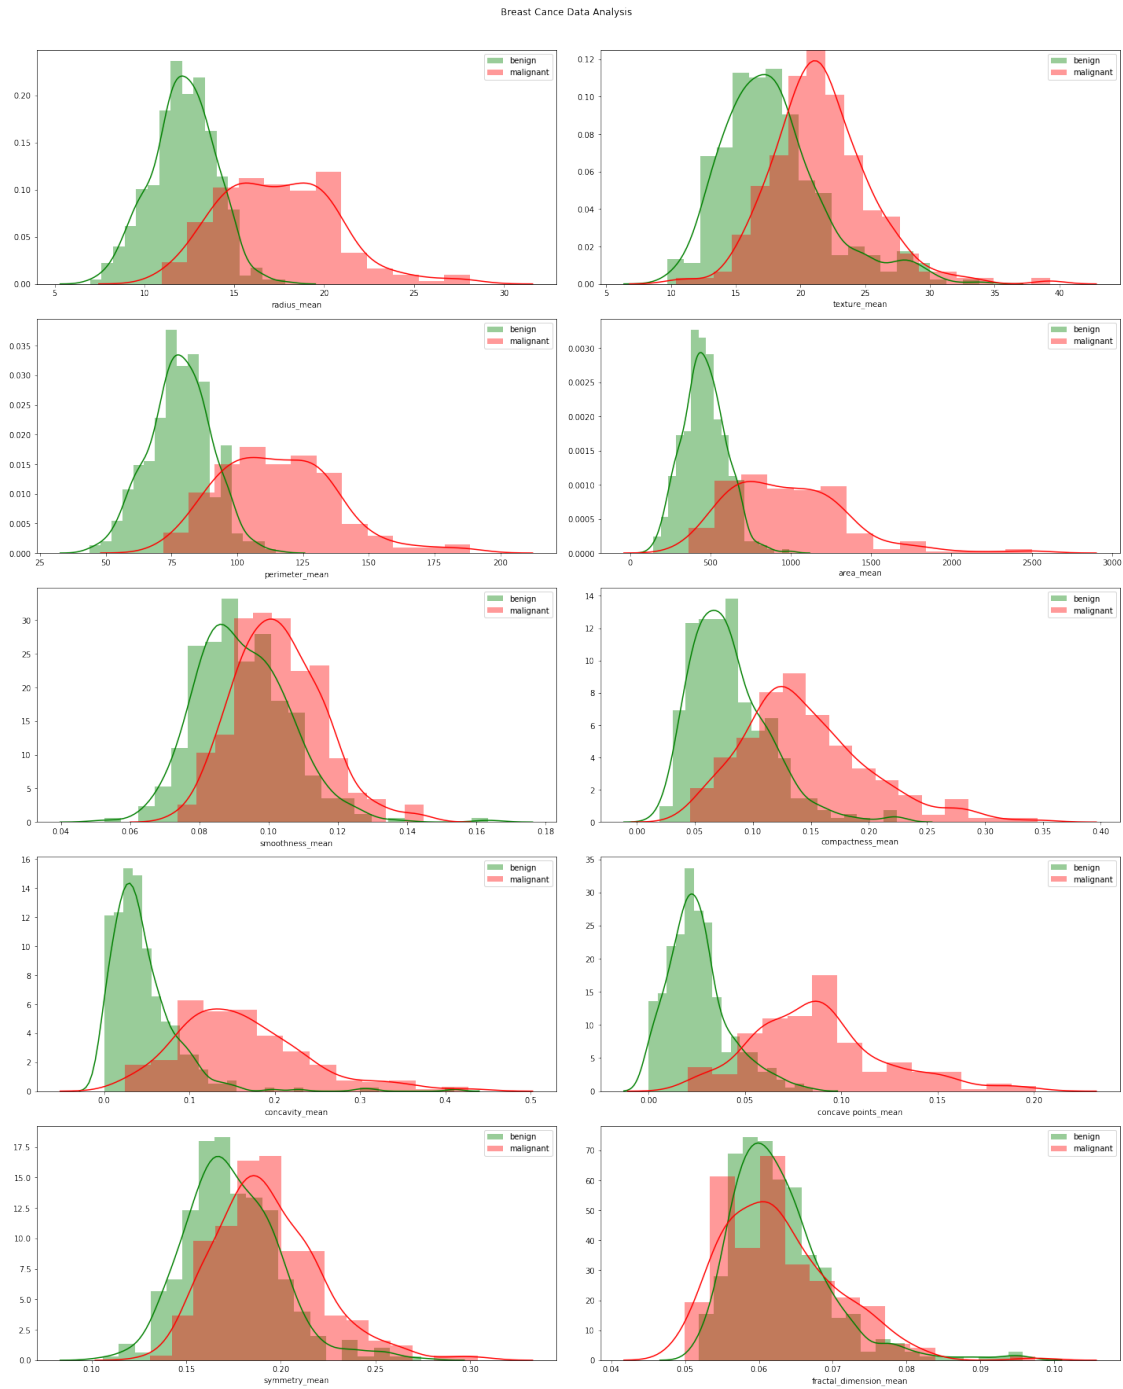 Breast Cance Data Analysis
benign
malignant
0.20
0.15
0.10
0.05
0.00
5 10 15 20 25 30
radius_mean
benign
malignant
0.12
0.10
0.08
0.06
0.04
0.02
0.00
5 10 15 20 25 30 35 40
texture_mean
benign
malignant
0.035
0.030
0.025
0.020
0.015
0.010
0.005
0.000
25 50 75 100 125 150 175 200
perimeter_mean
benign
malignant
0.0030
0.0025
0.0020
0.0015
0.0010
0.0005
0.0000
0 500 1000 1500 2000 2500 3000
area_mean
benign
malignant
30
25
20
15
10
5
0
0.04 0.06 0.08 0.10 0.12 0.14 0.16 0.18
smoothness_mean
benign
malignant
14
12
10
8
6
4
2
0
0.00 0.05 0.10 0.15 0.20 0.25 0.30 0.35 0.40
compactness_mean
benign
malignant
16
14
12
10
8
6
4
2
0
0.0 0.1 0.2 0.3 0.4 0.5
concavity_mean
benign
malignant
35
30
25
20
15
10
5
0
0.00 0.05 0.10 0.15 0.20
concave points_mean
benign
malignant
17.5
15.0
12.5
10.0
7.5
5.0
2.5
0.0
0.10 0.15 0.20 0.25 0.30
symmetry_mean
benign
malignant
70
60
50
40
30
20
10
0
0.04 0.05 0.06 0.07 0.08 0.09 0.10
fractal_dimension_mean